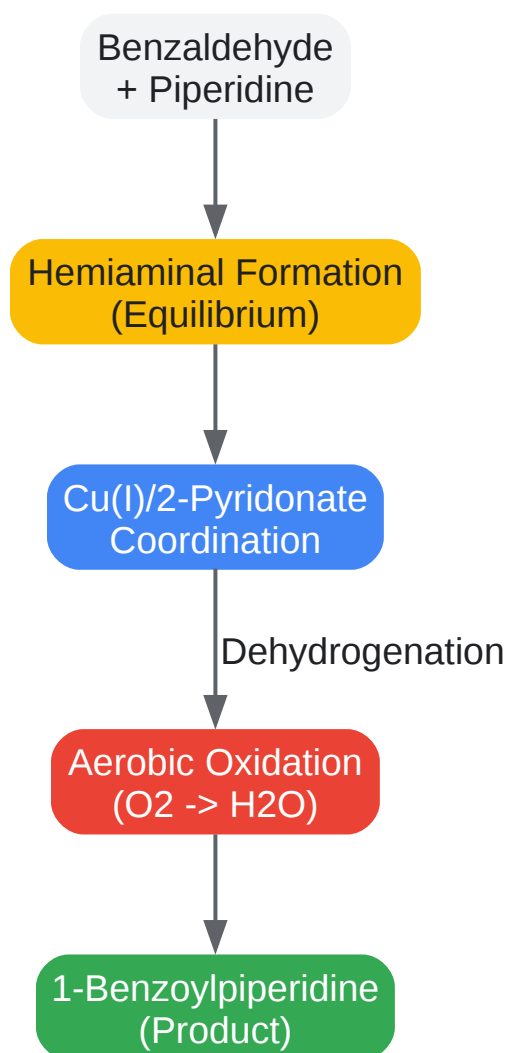 Benzaldehyde
+ Piperidine
Hemiaminal Formation
(Equilibrium)
Cu(I)/2-Pyridonate
Coordination
Dehydrogenation
Aerobic Oxidation
(O2 -> H2O)
1-Benzoylpiperidine
(Product)